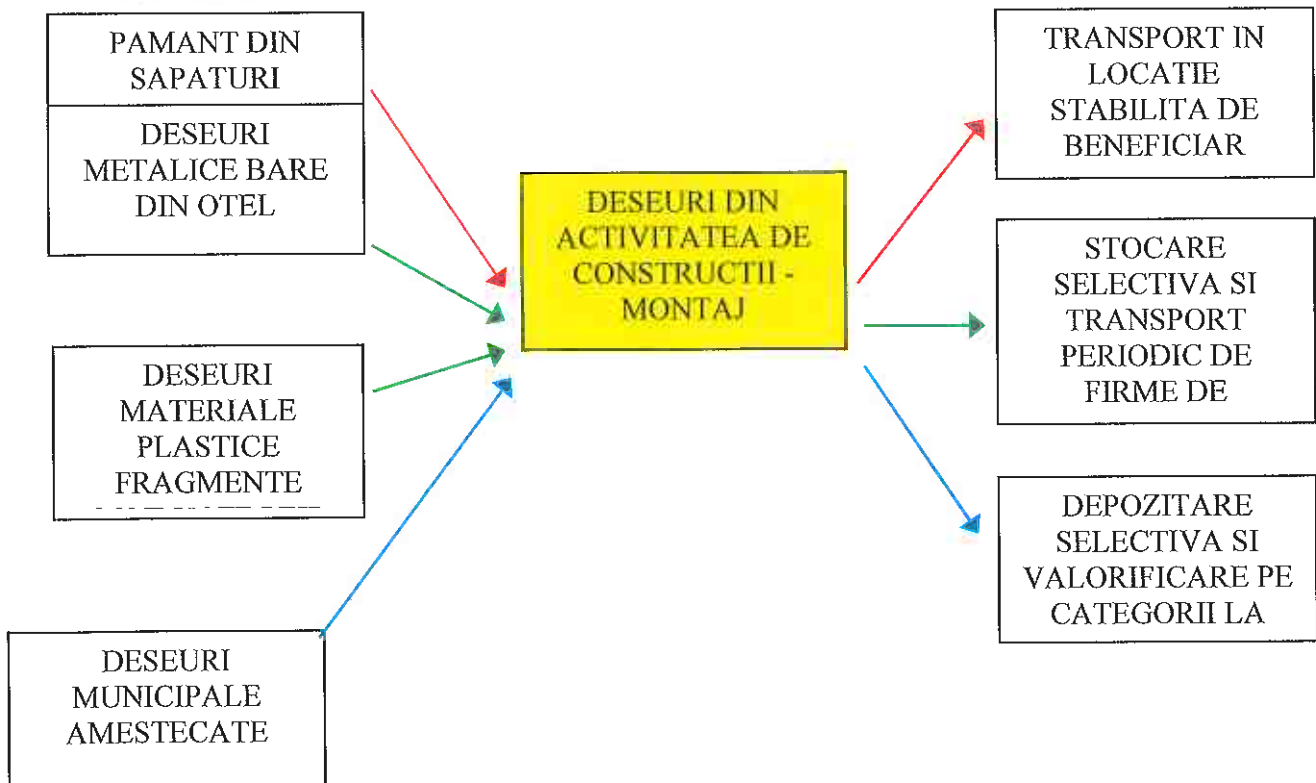 PAMANT DIN
SAPATURI
DESEURI
METALICE BARE
DIN OTEL
DESEURI
MATERIALE
PLASTICE
FRAGMENTE
DESEURI
MUNICIPALE
AMESTECATE
DESEURI DIN
ACTIVITATEA DE
CONSTRUCTII -
MONTAJ
TRANSPORT IN
LOCATIE
STABILITA DE
BENEFICIAR
STOCARE
SELECTIVA SI
TRANSPORT
PERIODIC DE
FIRME DE
DEPOZITARE
SELECTIVA SI
VALORIFICARE PE
CATEGORII LA